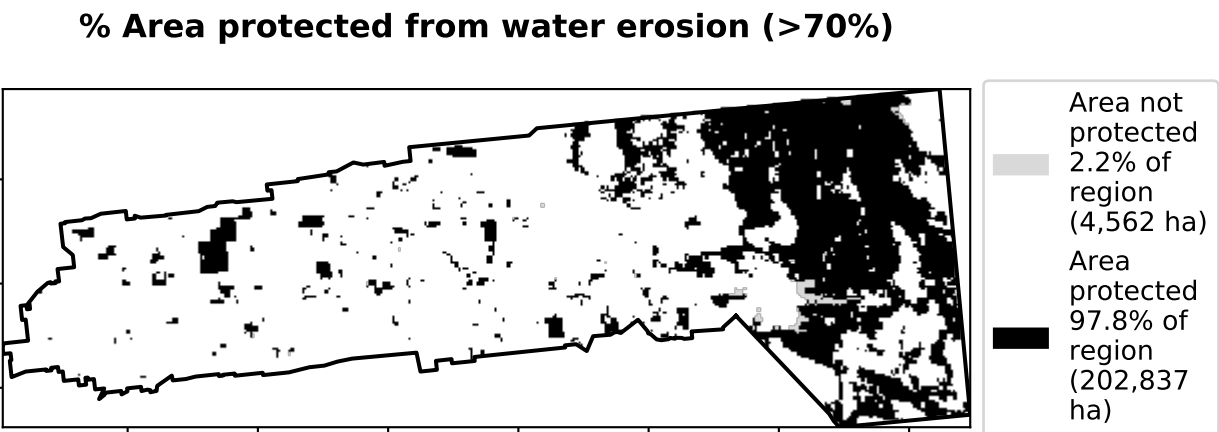 % Area protected from water erosion (>70%)
Area not
protected
2.2% of
region
(4,562 ha)
Area
protected
97.8% of
region
(202,837
ha)